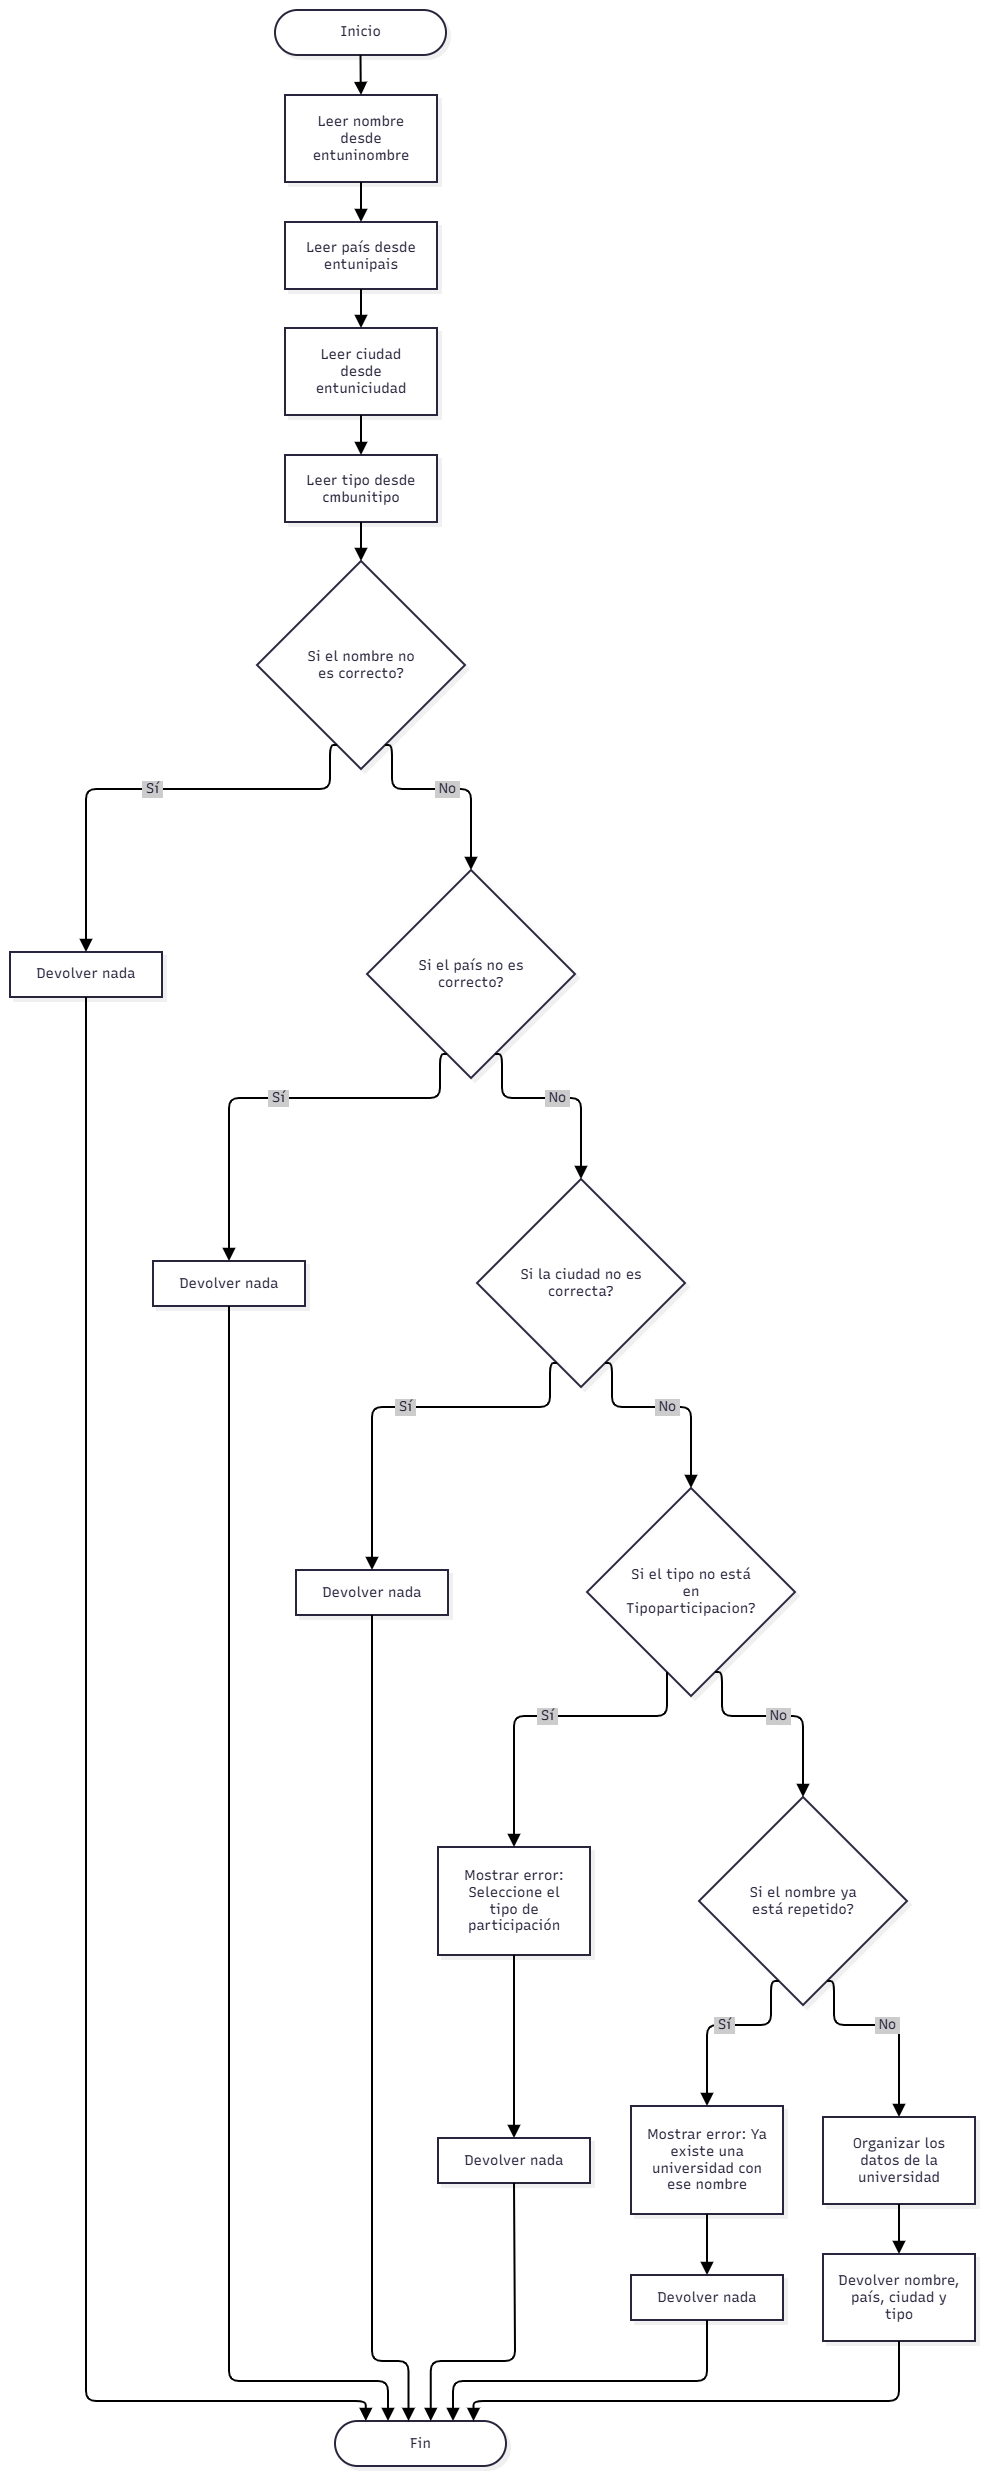 Inicio
Leer nombre
desde
entuninombre
Leer país desde
entunipais
Leer ciudad
desde
entuniciudad
Leer tipo desde
cmbunitipo
Si el nombre no
es correcto?
Sí
No
Devolver nada
Si el país no es
correcto?
Sí
No
Devolver nada
Si la ciudad no es
correcta?
Sí
No
Devolver nada
Si el tipo no está
en
Tipoparticipacion?
Sí
No
Mostrar error:
Seleccione el
tipo de
participación
Si el nombre ya
está repetido?
Sí
No
Devolver nada
Mostrar error: Ya
existe una
universidad con
ese nombre
Organizar los
datos de la
universidad
Devolver nada
Devolver nombre,
país, ciudad y
tipo
Fin